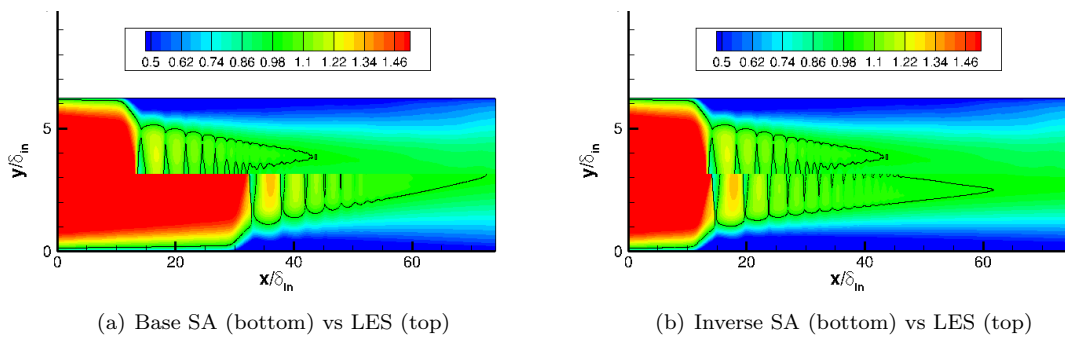 0.5 0.62 0.74 0.86 0.98 1.1 1.22 1.34 1.46
5
y/δin
0
0 20 40 60
x/δin
(a) Base SA (bottom) vs LES (top)
0.5 0.62 0.74 0.86 0.98 1.1 1.22 1.34 1.46
5
y/δin
0
0 20 40 60
x/δin
(b) Inverse SA (bottom) vs LES (top)